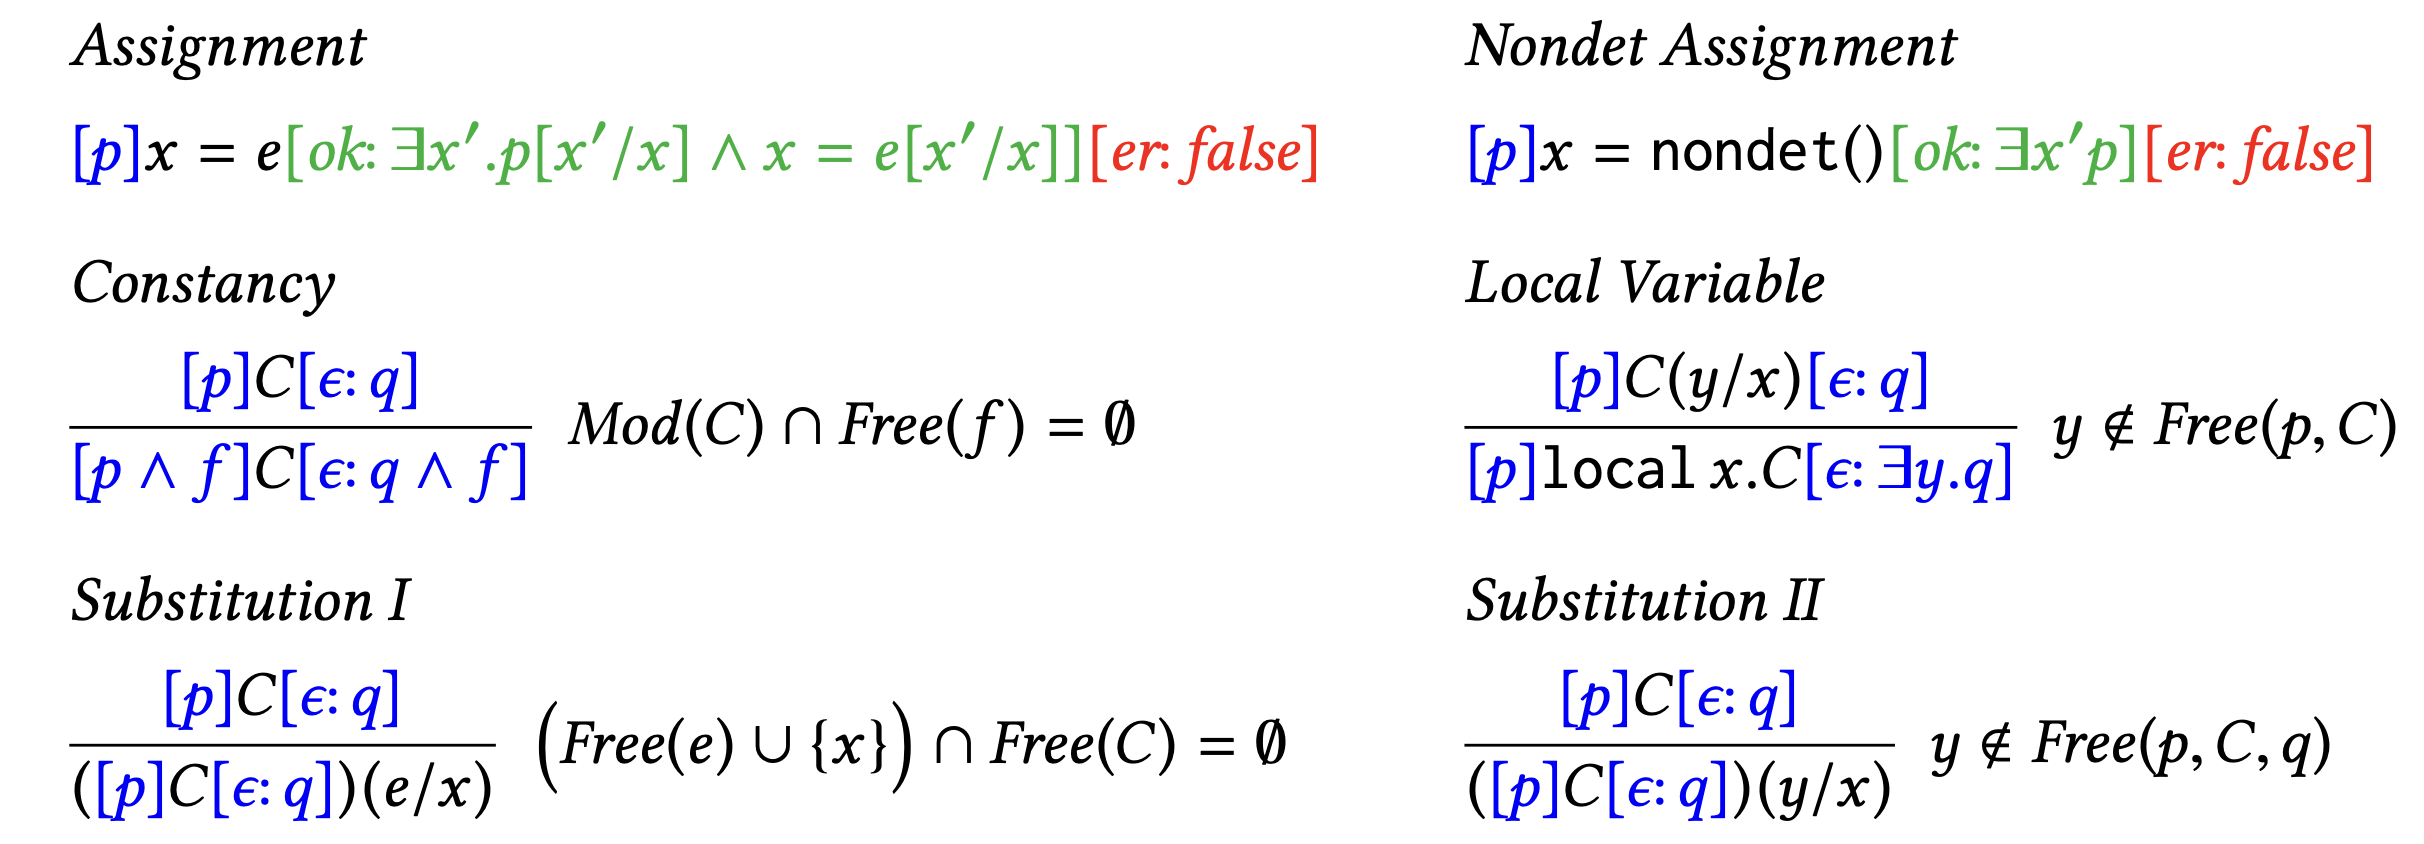 Assignment
[p]x = e[ok: ∃x′.p[x′/x] ∧ x = e[x′/x]][er: false]
Nondet Assignment
[p]x = nondet()[ok: ∃x′p][er: false]
Constancy
[p]C[ϵ: q]
[p ∧ f]C[ϵ: q ∧ f]
Mod(C) ∩ Free(f) = ∅
Local Variable
[p]C(y/x)[ϵ: q]
[p]local x.C[ϵ: ∃y.q]
y ∉ Free(p, C)
Substitution I
[p]C[ϵ: q]
([p]C[ϵ: q])(e/x)
(Free(e) ∪ {x}) ∩ Free(C) = ∅
Substitution II
[p]C[ϵ: q]
([p]C[ϵ: q])(y/x)
y ∉ Free(p, C, q)